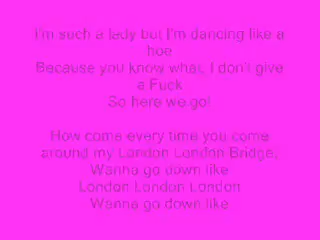 I'm such a lady but I'm dancing like a
hoe
Because you know what, I don't give
a Fuck
So here we go!
How come every time you come
around my London London Bridge,
Wanna go down like
London London London
Wanna go down like